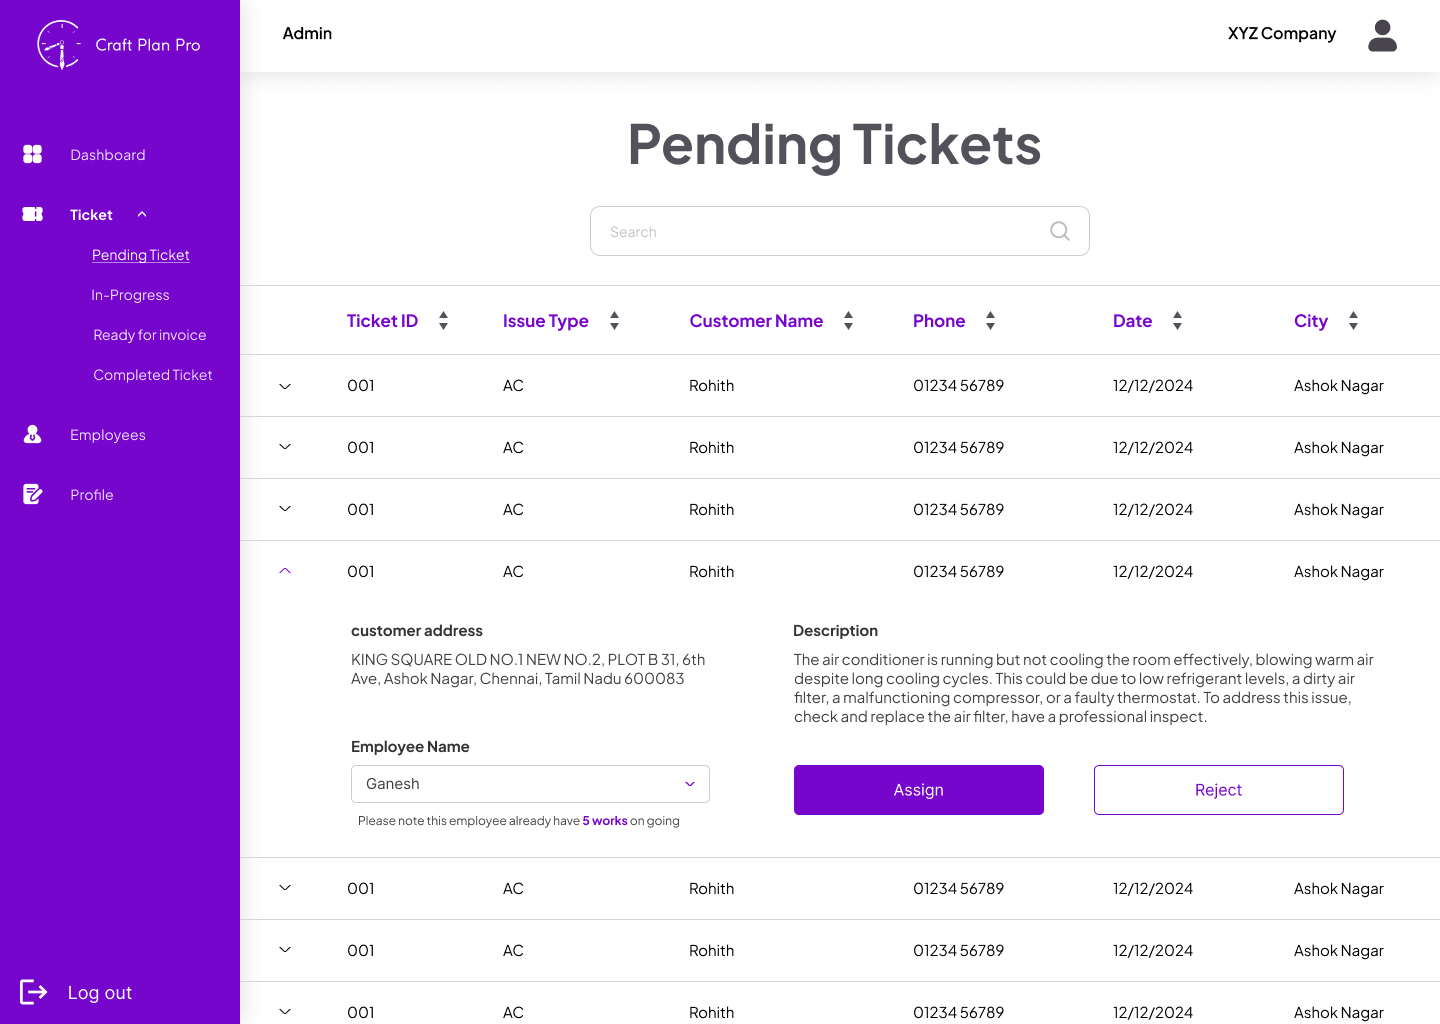 Craft Plan Pro
Admin
XYZ Company
Dashboard
Ticket
Pending Ticket
In-Progress
Ready for invoice
Completed Ticket
Employees
Profile
Log out
Pending Tickets
Search
Ticket ID Issue Type Customer Name Phone Date City
001 AC Rohith 01234 56789 12/12/2024 Ashok Nagar
001 AC Rohith 01234 56789 12/12/2024 Ashok Nagar
001 AC Rohith 01234 56789 12/12/2024 Ashok Nagar
001 AC Rohith 01234 56789 12/12/2024 Ashok Nagar
customer address
KING SQUARE OLD NO.1 NEW NO.2, PLOT B 31, 6th
Ave, Ashok Nagar, Chennai, Tamil Nadu 600083
Description
The air conditioner is running but not cooling the room effectively, blowing warm air
despite long cooling cycles. This could be due to low refrigerant levels, a dirty air
filter, a malfunctioning compressor, or a faulty thermostat. To address this issue,
check and replace the air filter, have a professional inspect.
Employee Name
Ganesh
Please note this employee already have 5 works on going
Assign
Reject
001 AC Rohith 01234 56789 12/12/2024 Ashok Nagar
001 AC Rohith 01234 56789 12/12/2024 Ashok Nagar
001 AC Rohith 01234 56789 12/12/2024 Ashok Nagar